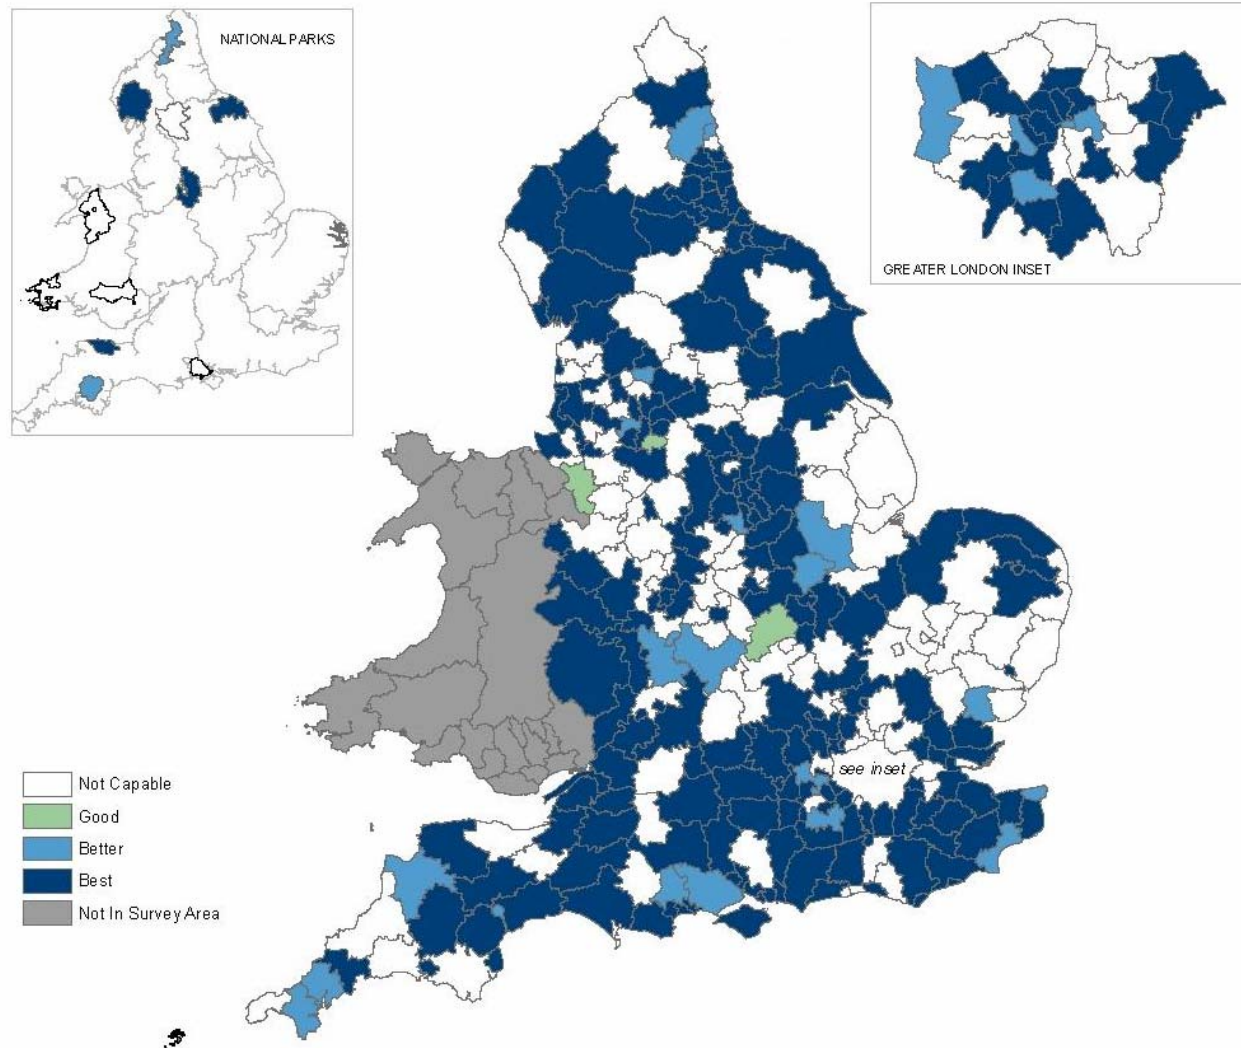 NATIONAL PARKS
GREATER LONDON INSET
see inset
Not Capable
Good
Better
Best
Not In Survey Area